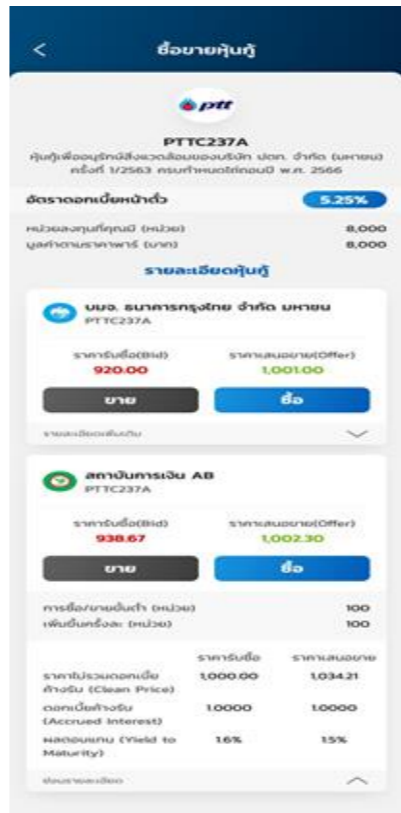 ซื้อขายหุ้นกู้
ptt
PTTC237A
หุ้นกู้เพื่ออนุรักษ์สิ่งแวดล้อมของบริษัท ปตท. จำกัด (มหาชน)
ครั้งที่ 1/2563 ครบกำหนดไถ่ถอนปี พ.ศ. 2566
อัตราดอกเบี้ยหน้าตั๋ว 5.25%
หน่วยลงทุนที่คุณมี (หน่วย) 8,000
มูลค่าตามราคาพาร์ (บาท) 8,000
รายละเอียดหุ้นกู้
บมจ. ธนาคารกรุงไทย จำกัด มหาชน
PTTC237A
ราคารับซื้อ(Bid) ราคาเสนอขาย(Offer)
920.00 1,001.00
ขาย ซื้อ
รายละเอียดเพิ่มเติม
สถาบันการเงิน AB
PTTC237A
ราคารับซื้อ(Bid) ราคาเสนอขาย(Offer)
938.67 1,002.30
ขาย ซื้อ
การซื้อ/ขายขั้นต่ำ (หน่วย) 100
เพิ่มขึ้นครั้งละ (หน่วย) 100
ราคารับซื้อ ราคาเสนอขาย
ราคาไม่รวมดอกเบี้ย 1,000.00 1,034.21
ค้างรับ (Clean Price)
ดอกเบี้ยค้างรับ 1.0000 1.0000
(Accrued Interest)
ผลตอบแทน (Yield to 1.6% 1.5%
Maturity)
ซ่อนรายละเอียด